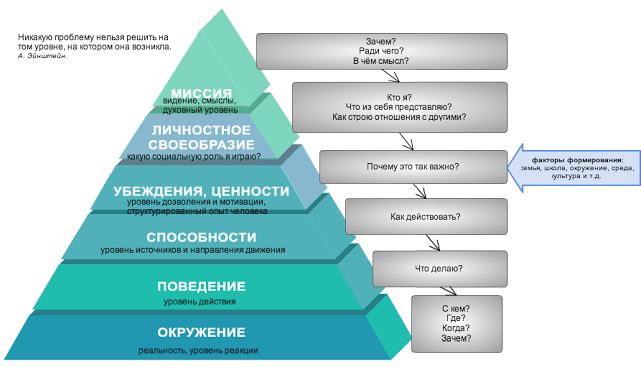 Никакую проблему нельзя решить на
том уровне, на котором она возникла.
А. Эйнштейн.
МИССИЯ
видение, смыслы,
духовный уровень
ЛИЧНОСТНОЕ
СВОЕОБРАЗИЕ
какую социальную роль я играю?
УБЕЖДЕНИЯ, ЦЕННОСТИ
уровень дозволения и мотивации,
структурированный опыт человека
СПОСОБНОСТИ
уровень источников и направления движения
ПОВЕДЕНИЕ
уровень действия
ОКРУЖЕНИЕ
реальность, уровень реакции
Зачем?
Ради чего?
В чём смысл?
Кто я?
Что из себя представляю?
Как строю отношения с другими?
Почему это так важно?
факторы формирования:
семья, школа, окружение, среда,
культура и т.д.
Как действовать?
Что делаю?
С кем?
Где?
Когда?
Зачем?